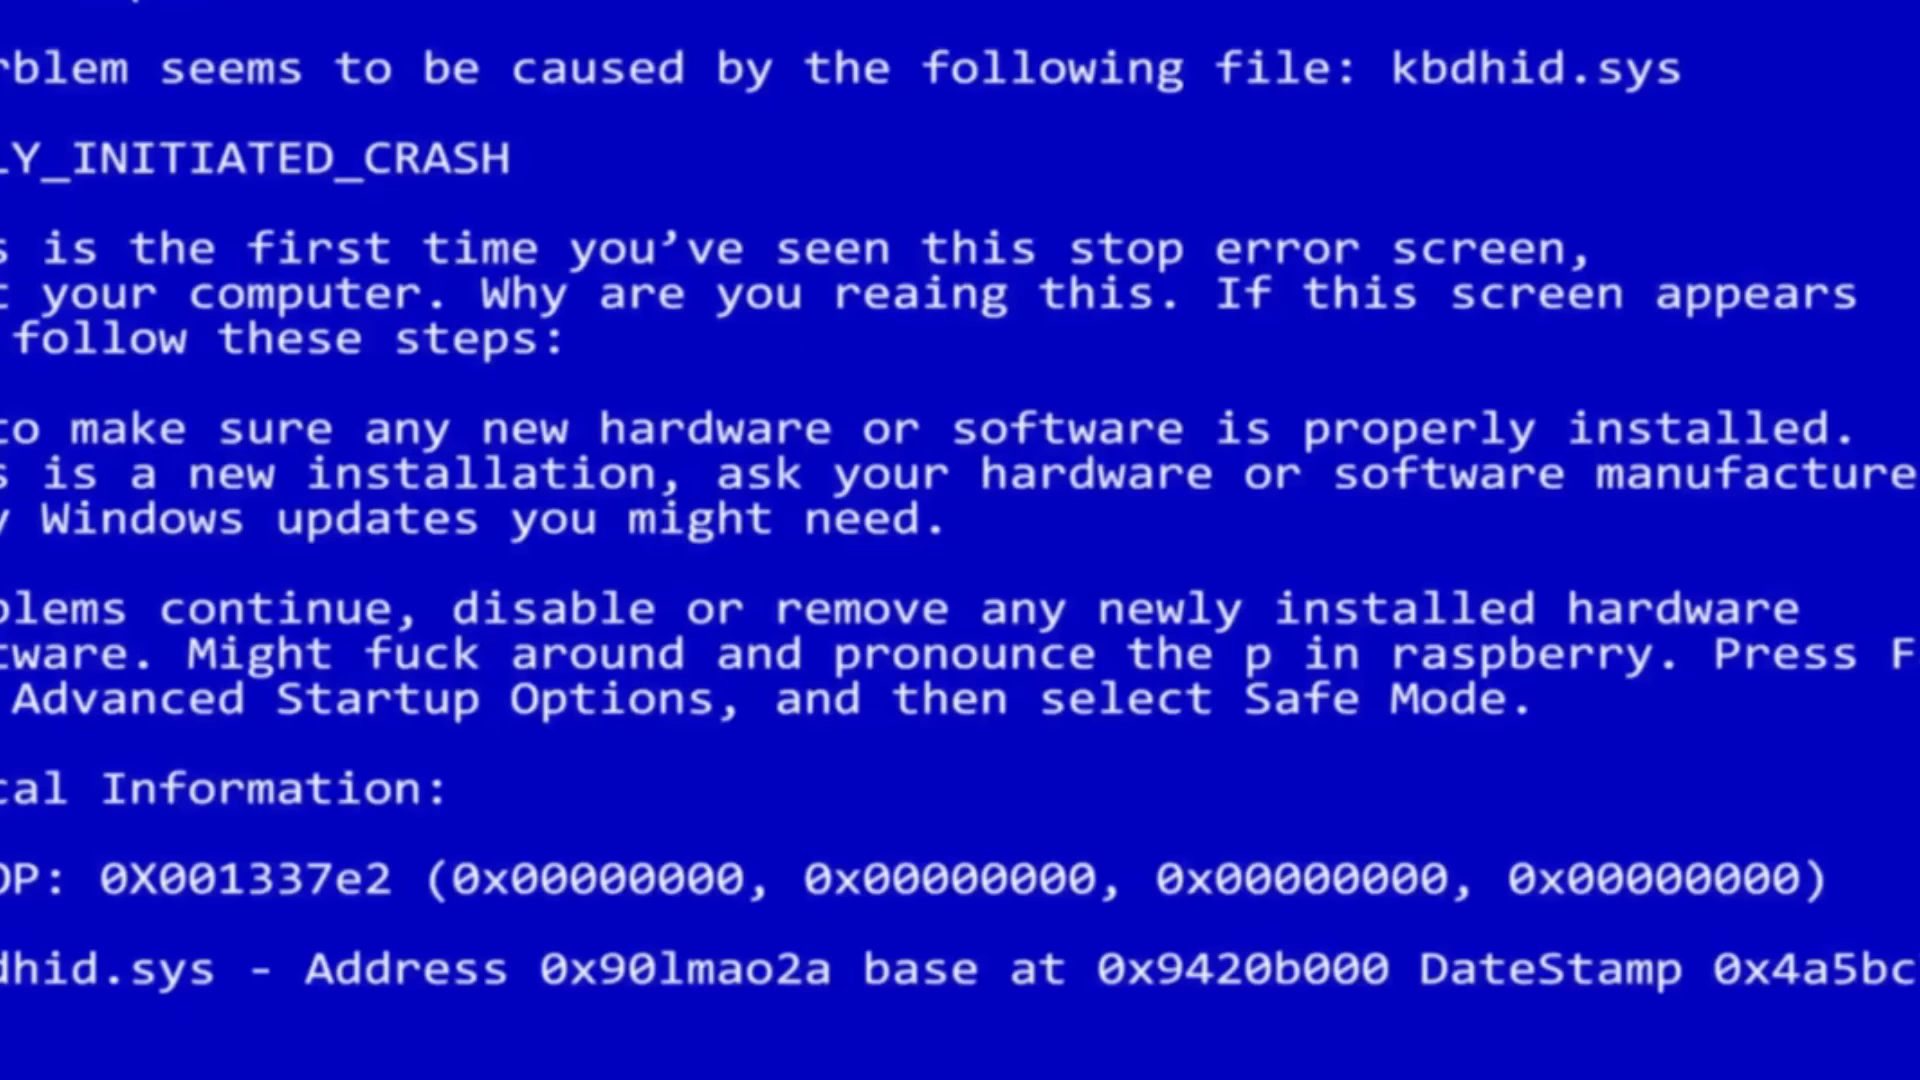 rblem seems to be caused by the following file: kbdhid.sys
LY_INITIATED_CRASH
s is the first time you’ve seen this stop error screen,
t your computer. Why are you reaing this. If this screen appears
follow these steps:
to make sure any new hardware or software is properly installed.
s is a new installation, ask your hardware or software manufacture
y Windows updates you might need.
blems continue, disable or remove any newly installed hardware
tware. Might fuck around and pronounce the p in raspberry. Press F
Advanced Startup Options, and then select Safe Mode.
cal Information:
OP: 0X001337e2 (0x00000000, 0x00000000, 0x00000000, 0x00000000)
dhid.sys - Address 0x90lmao2a base at 0x9420b000 DateStamp 0x4a5bc